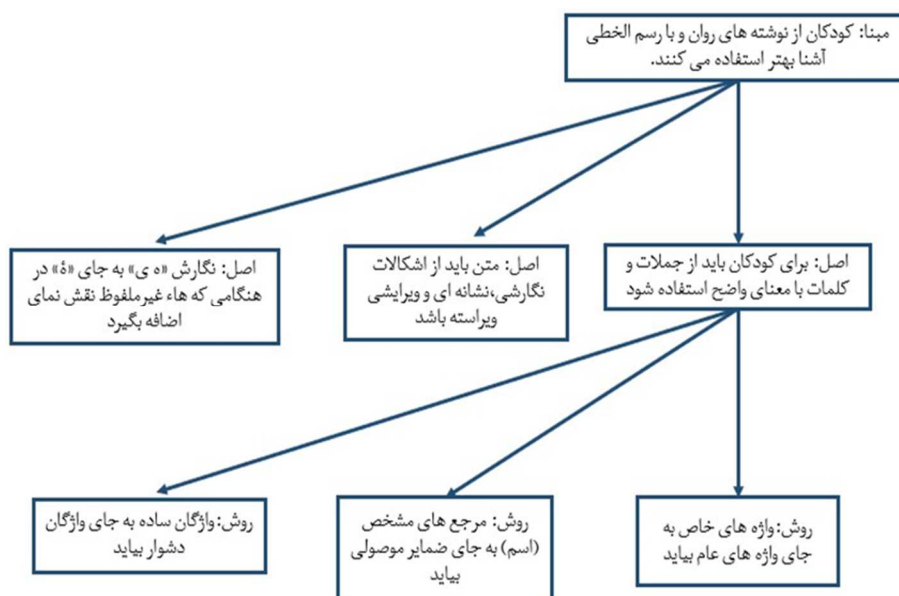 مبنا: کودکان از نوشته های روان و با رسم الخطی
آشنا بهتر استفاده می کنند.
اصل: برای کودکان باید از جملات و
کلمات با معنای واضح استفاده شود
اصل: متن باید از اشکالات
نگارشی،نشانه ای و ویرایشی
ویراسته باشد
اصل: نگارش «ه ی» به جای «هٔ» در
هنگامی که هاء غیرملفوظ نقش نمای
اضافه بگیرد
روش:واژه های خاص به
جای واژه های عام بیاید
روش: مرجع های مشخص
(اسم) به جای ضمایر موصولی
بیاید
روش:واژگان ساده به جای واژگان
دشوار بیاید